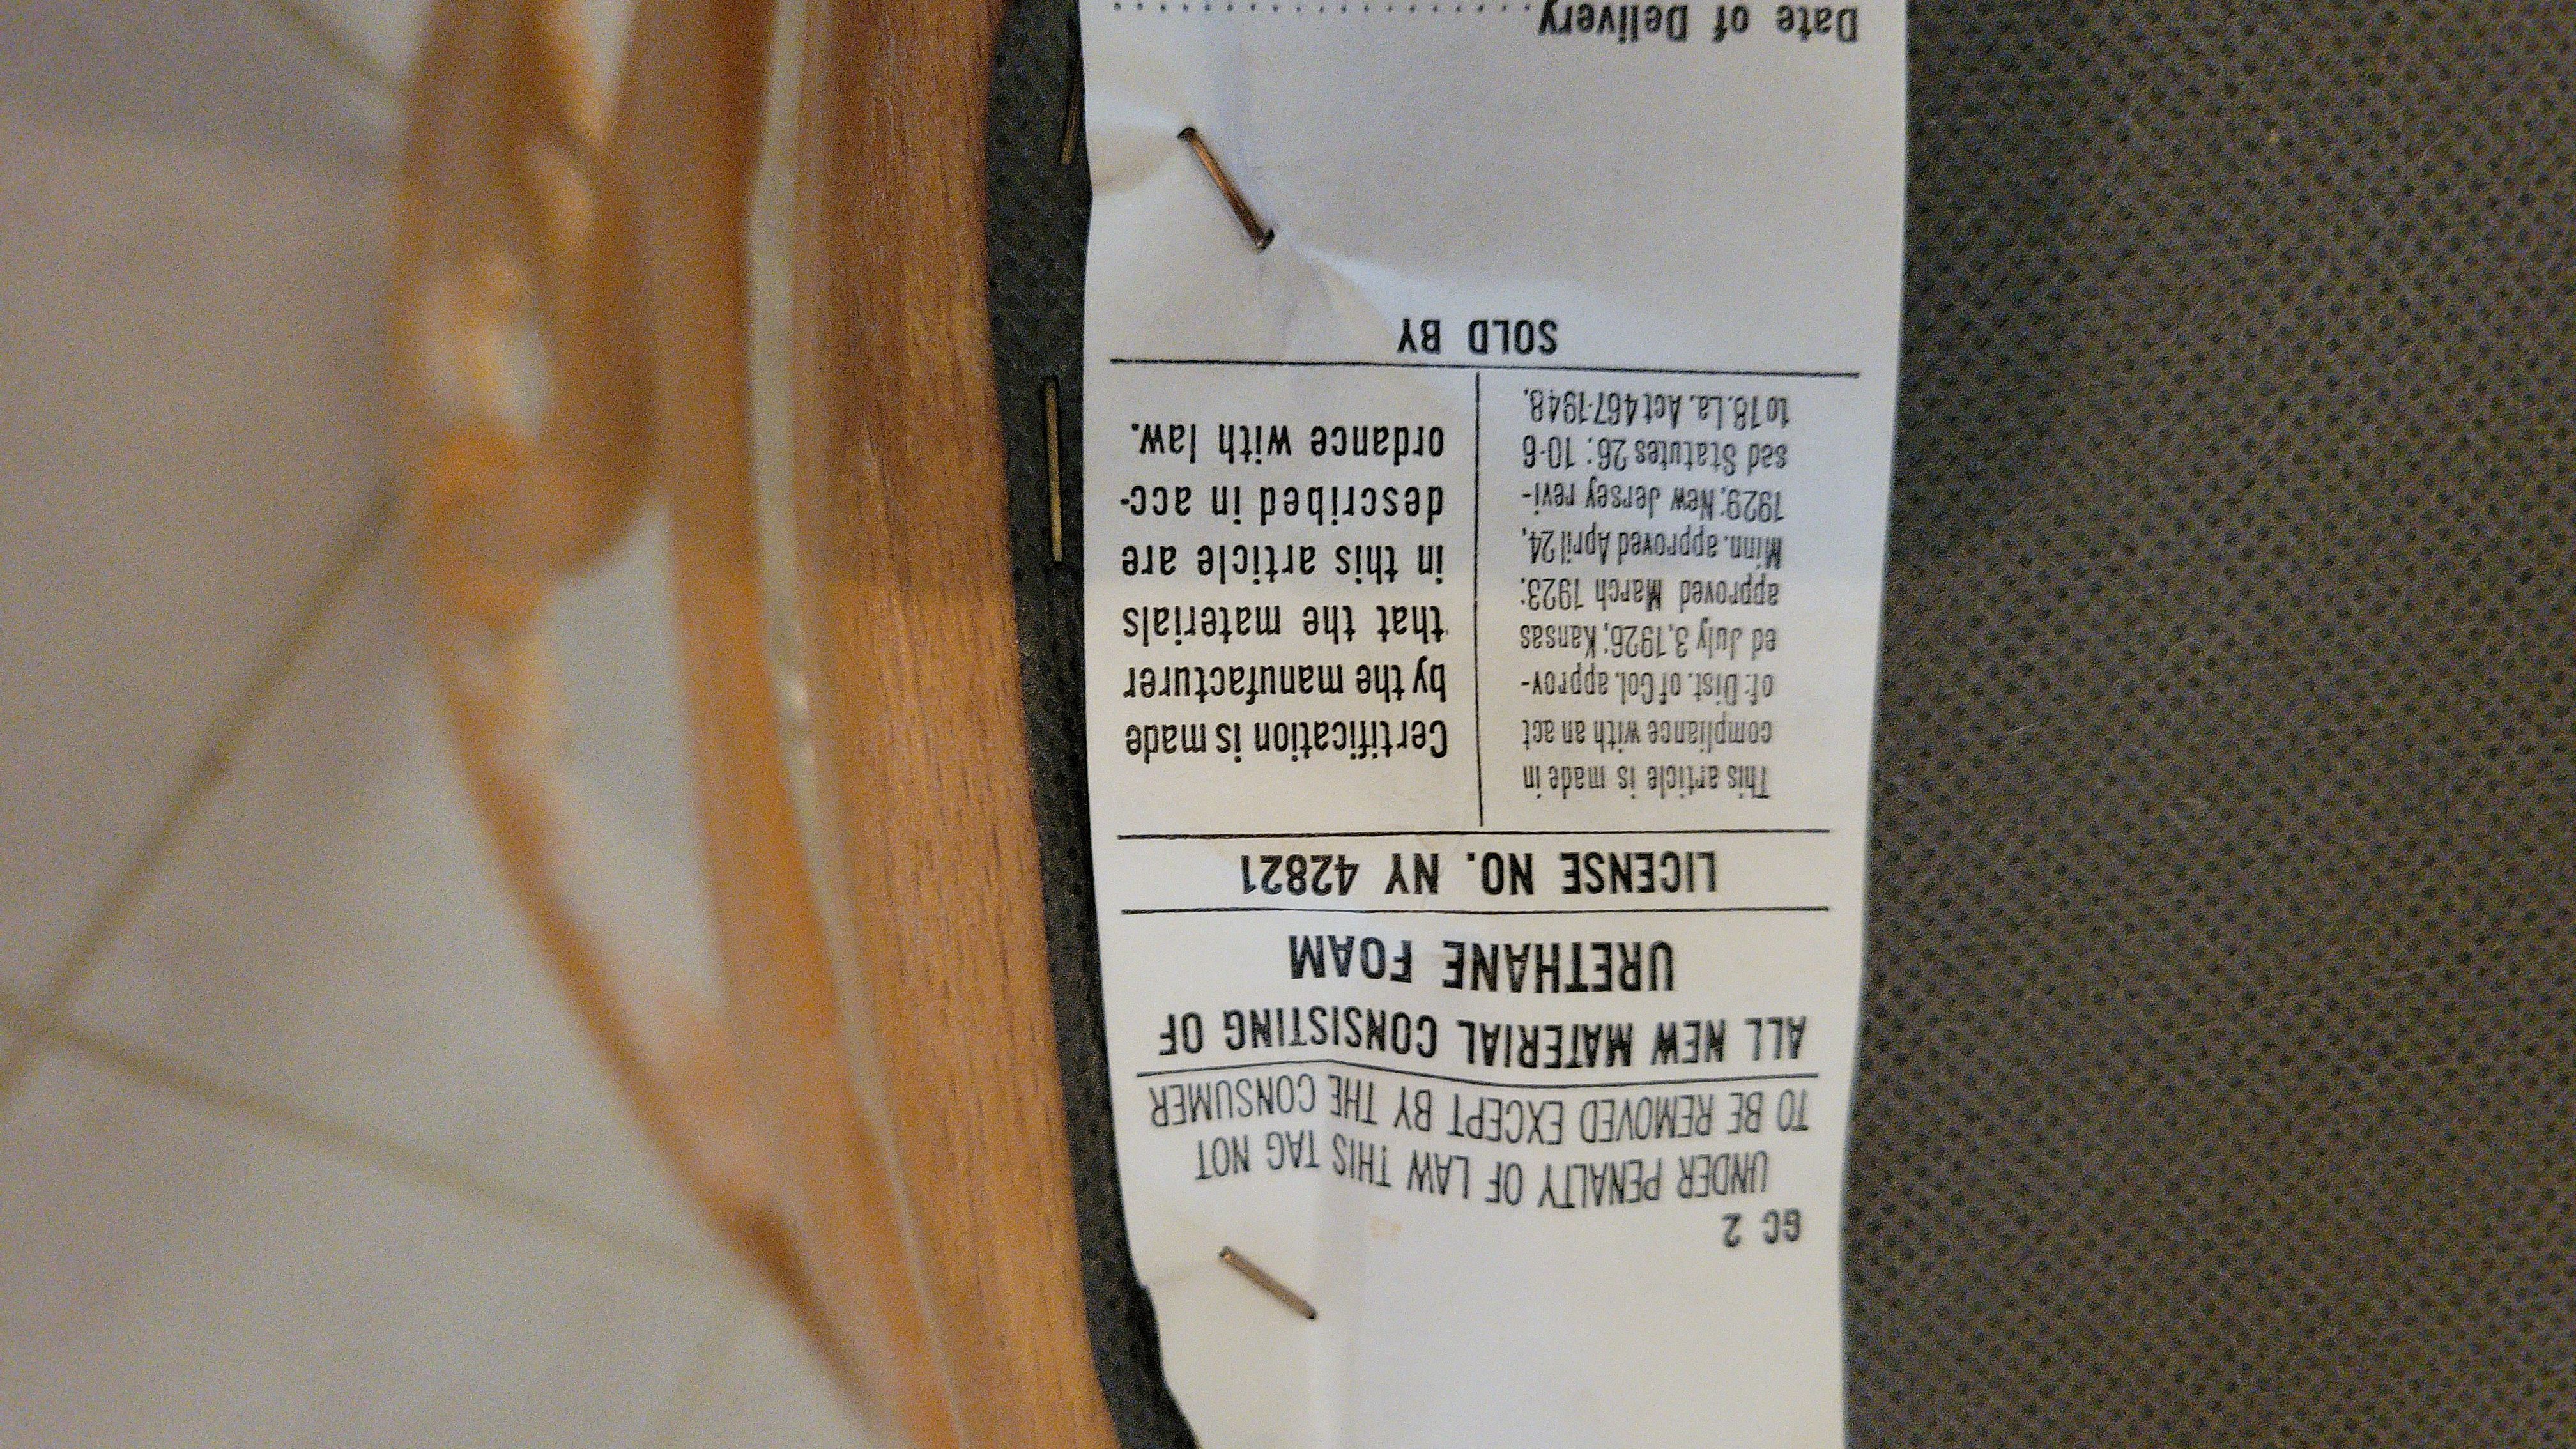 GC 2
UNDER PENALTY OF LAW THIS TAG NOT
TO BE REMOVED EXCEPT BY THE CONSUMER
ALL NEW MATERIAL CONSISTING OF
URETHANE FOAM
LICENSE NO. NY 42821
This article is made in
compliance with an act
of: Dist. of Col. approv-
ed July 3,1926; Kansas
approved March 1923:
Minn. approved April 24,
1929: New Jersey revi-
sed Statutes 26: 10-6
to 18. La. Act 467-1948.
Certification is made
by the manufacturer
that the materials
in this article are
described in acc-
ordance with law.
SOLD BY
Date of Delivery